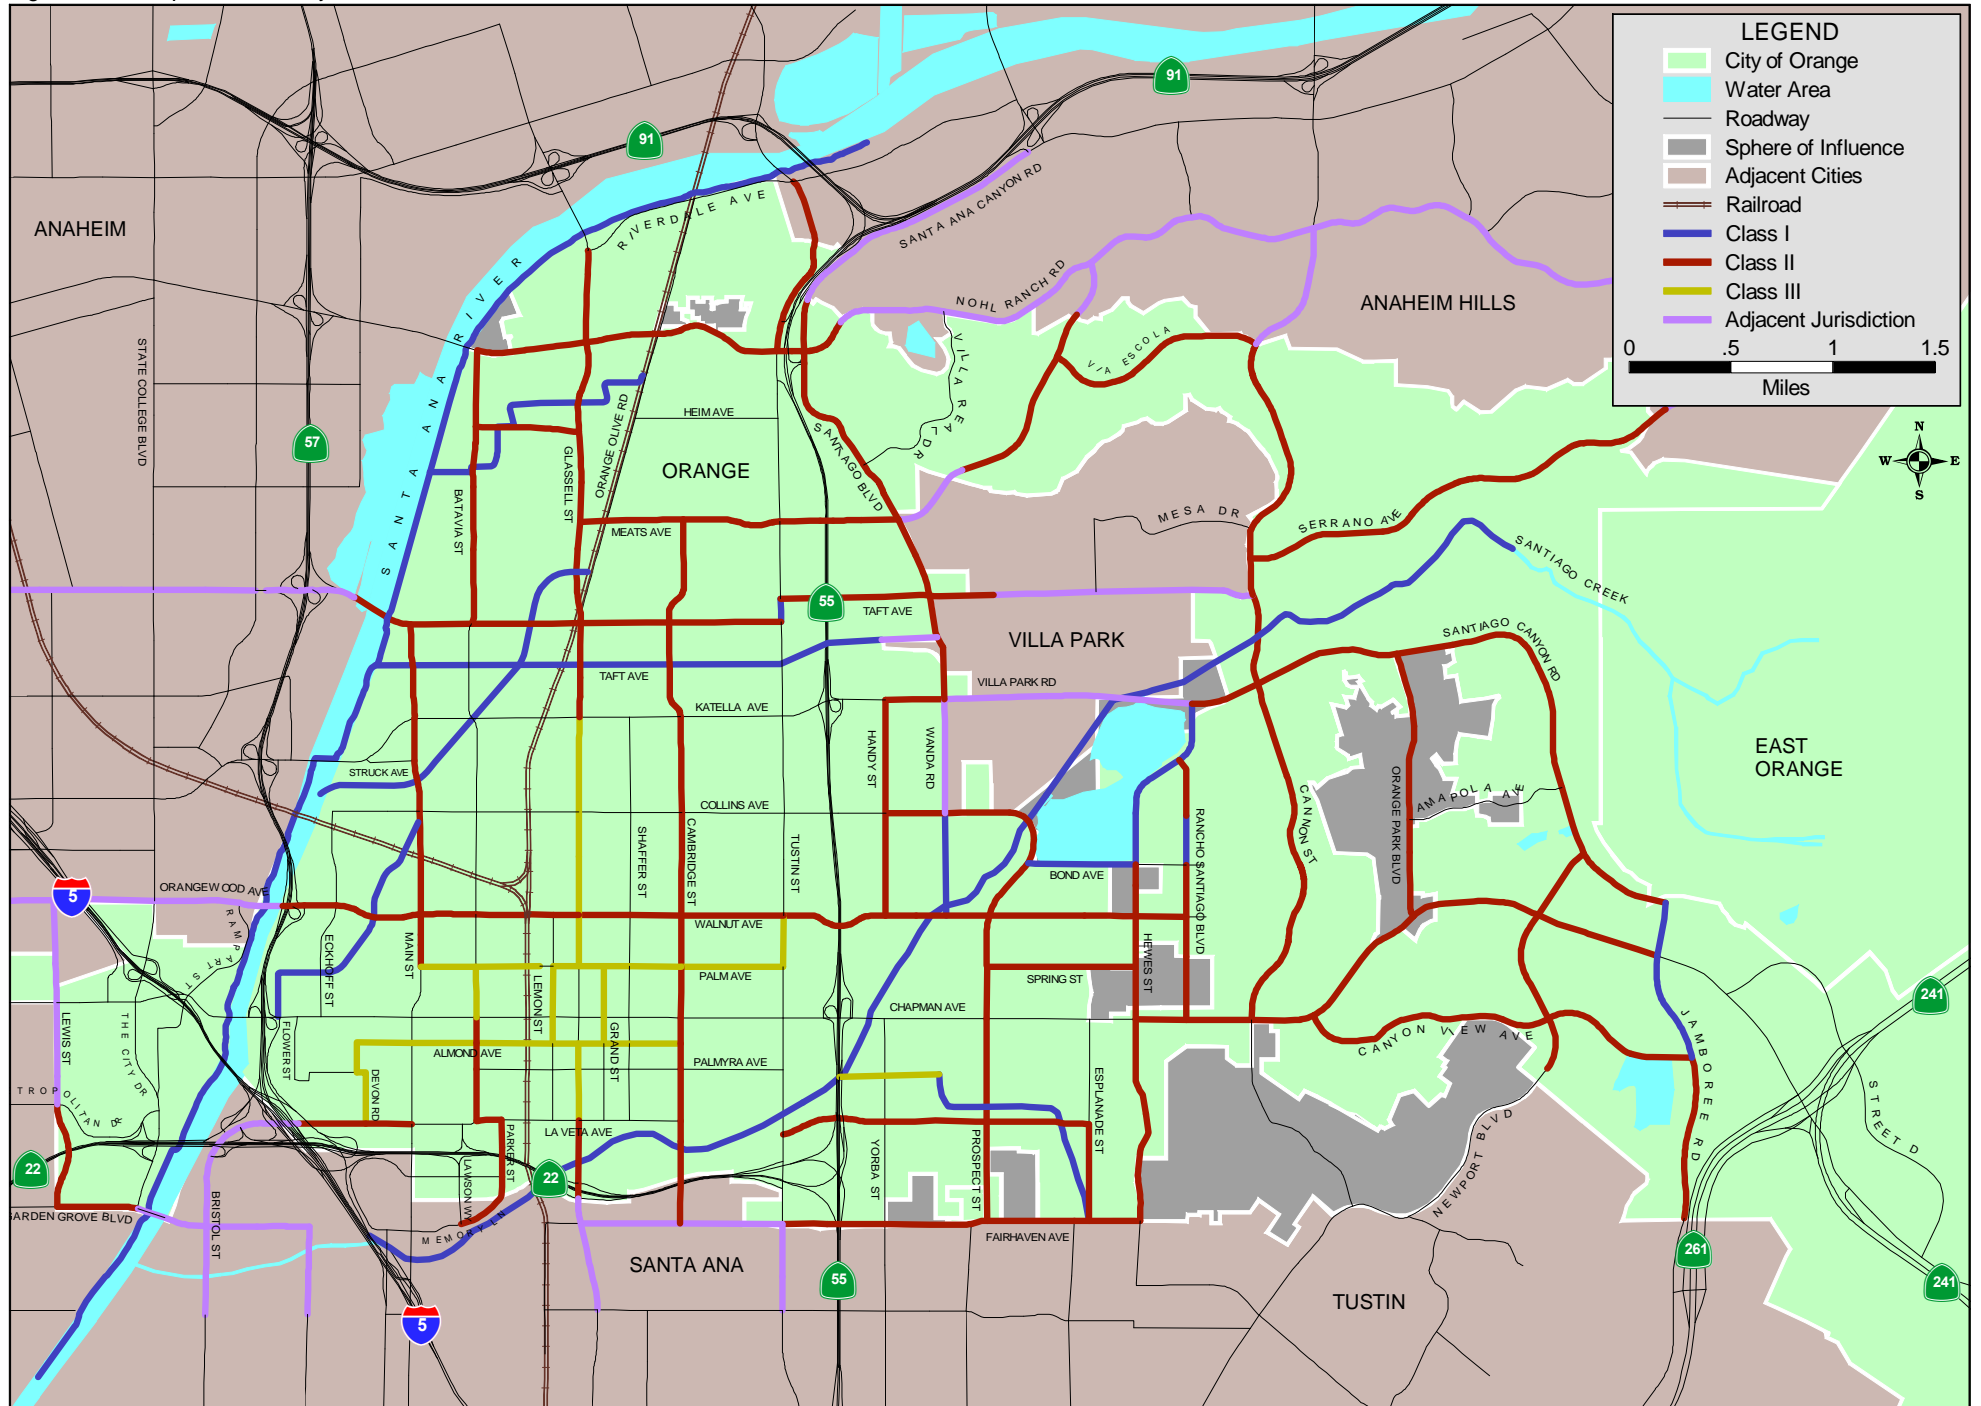 LEGEND
City of Orange
Water Area
Roadway
Sphere of Influence
Adjacent Cities
Railroad
Class I
Class II
Class III
Adjacent Jurisdiction
0 .5 1 1.5
Miles
N
W E
S
91
91
SANTA ANA CANYON RD
RIVERDALE AVE
ANAHEIM
SANTA ANA RIVER
NOHL RANCH RD
ANAHEIM HILLS
STATE COLLEGE BLVD
VIA ESCOLA
VILLA REAL DR
57
HEIM AVE
ORANGE OLIVE RD
SANTIAGO BLVD
GLASSELL ST
ORANGE
BATAVIA ST
MEATS AVE
MESA DR
SERRANO AVE
SANTIAGO CREEK
55
TAFT AVE
VILLA PARK
SANTIAGO CANYON RD
TAFT AVE
VILLA PARK RD
KATELLA AVE
HANDY ST
WANDA RD
EAST
ORANGE
STRUCK AVE
COLLINS AVE
ORANGE PARK BLVD
AMAPOLA AVE
CANNON ST
RANCHO SANTIAGO BLVD
SHAFFER ST
CAMBRIDGE ST
TUSTIN ST
5
ORANGEWOOD AVE
BOND AVE
RAMPART ST
WALNUT AVE
ECKHOFF ST
MAIN ST
HEWES ST
LEMON ST
PALM AVE
SPRING ST
241
CHAPMAN AVE
LEWIS ST
THE CITY DR
FLOWER ST
GRAND ST
CANYON VIEW AVE
JAMBOREE RD
ALMOND AVE
PALMYRA AVE
DEVON RD
ESPLANADE ST
TROPOLITAN DR
STREET D
NEWPORT BLVD
LA VETA AVE
PARKER ST
22
22
LAWSON WY
YORBA ST
PROSPECT ST
GARDEN GROVE BLVD
BRISTOL ST
MEMORY LN
FAIRHAVEN AVE
SANTA ANA
261
55
241
TUSTIN
5